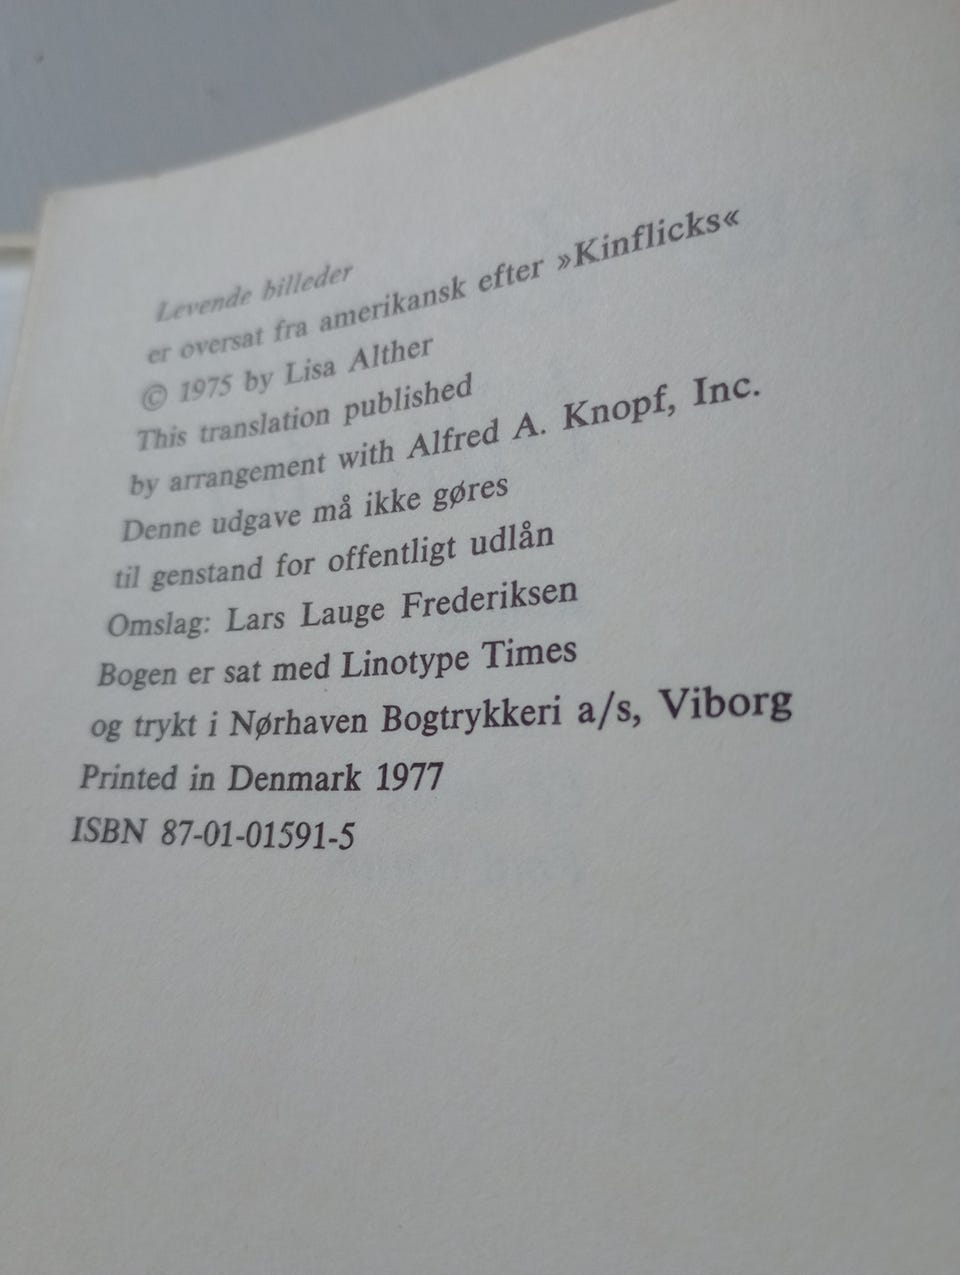 Levende billeder
er oversat fra amerikansk efter »Kinflicks«
© 1975 by Lisa Alther
This translation published
by arrangement with Alfred A. Knopf, Inc.
Denne udgave må ikke gøres
til genstand for offentligt udlån
Omslag: Lars Lauge Frederiksen
Bogen er sat med Linotype Times
og trykt i Nørhaven Bogtrykkeri a/s, Viborg
Printed in Denmark 1977
ISBN 87-01-01591-5